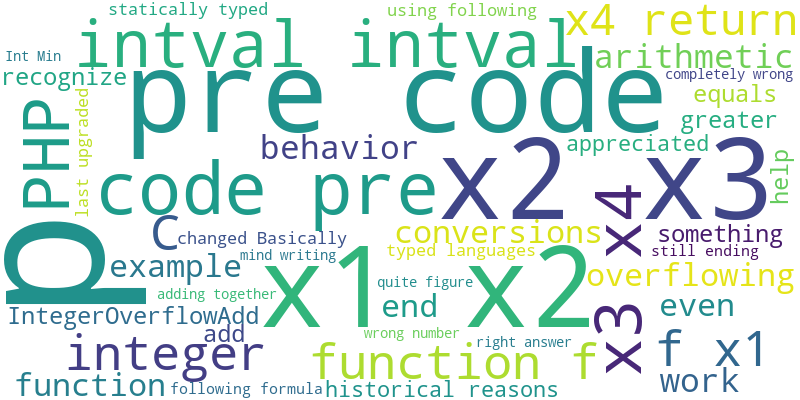 statically typed
using following
x4 return
Int Min
intval intval
arithmetic
recognize
pre code
completely wrong
equals
PHP
last upgraded
greater
behavior
appreciated
code pre
x2 x3
help
x4
p
C
changed Basically
conversions
something
mind writing
typed languages
still ending
example
x1 x2
quite figure
overflowing
adding together
end
even
IntegerOverflowAdd
add
wrong number
x3
integer
function f
right answer
f x1
work
function
following formula
historical reasons